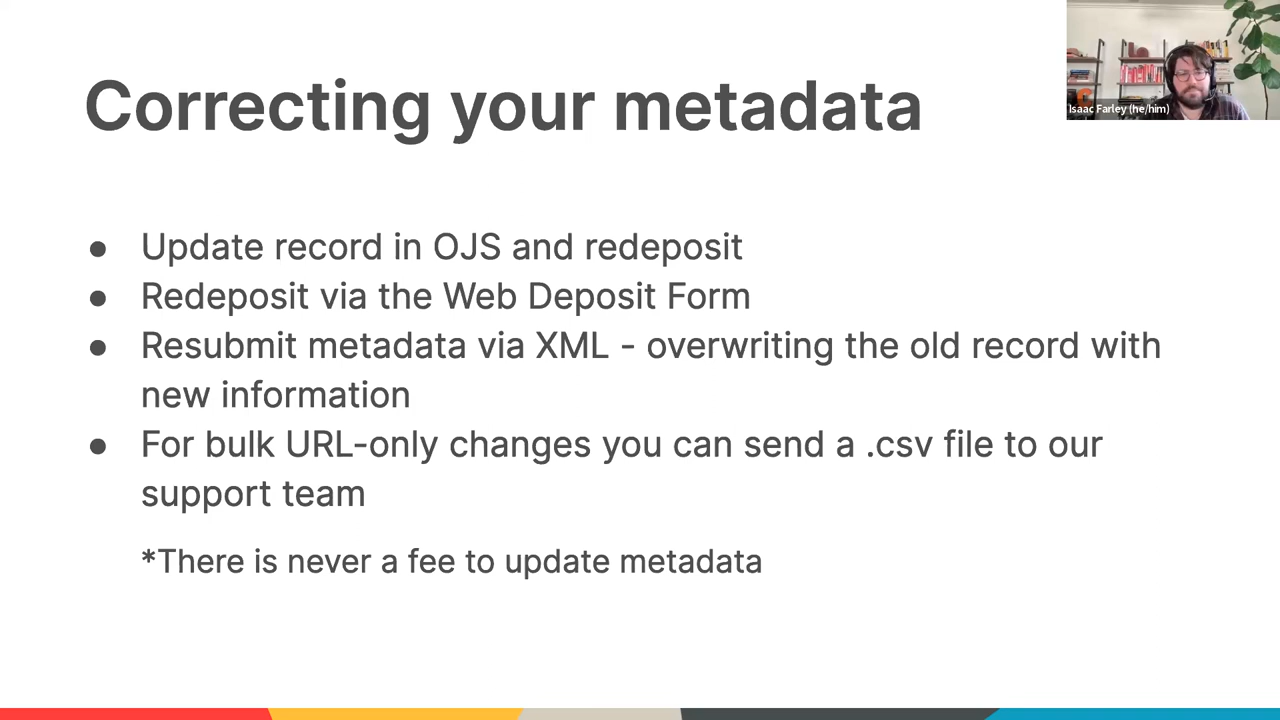 Correcting your metadata
Isaac Farley (he/him)
● Update record in OJS and redeposit
● Redeposit via the Web Deposit Form
● Resubmit metadata via XML - overwriting the old record with
new information
● For bulk URL-only changes you can send a .csv file to our
support team
*There is never a fee to update metadata